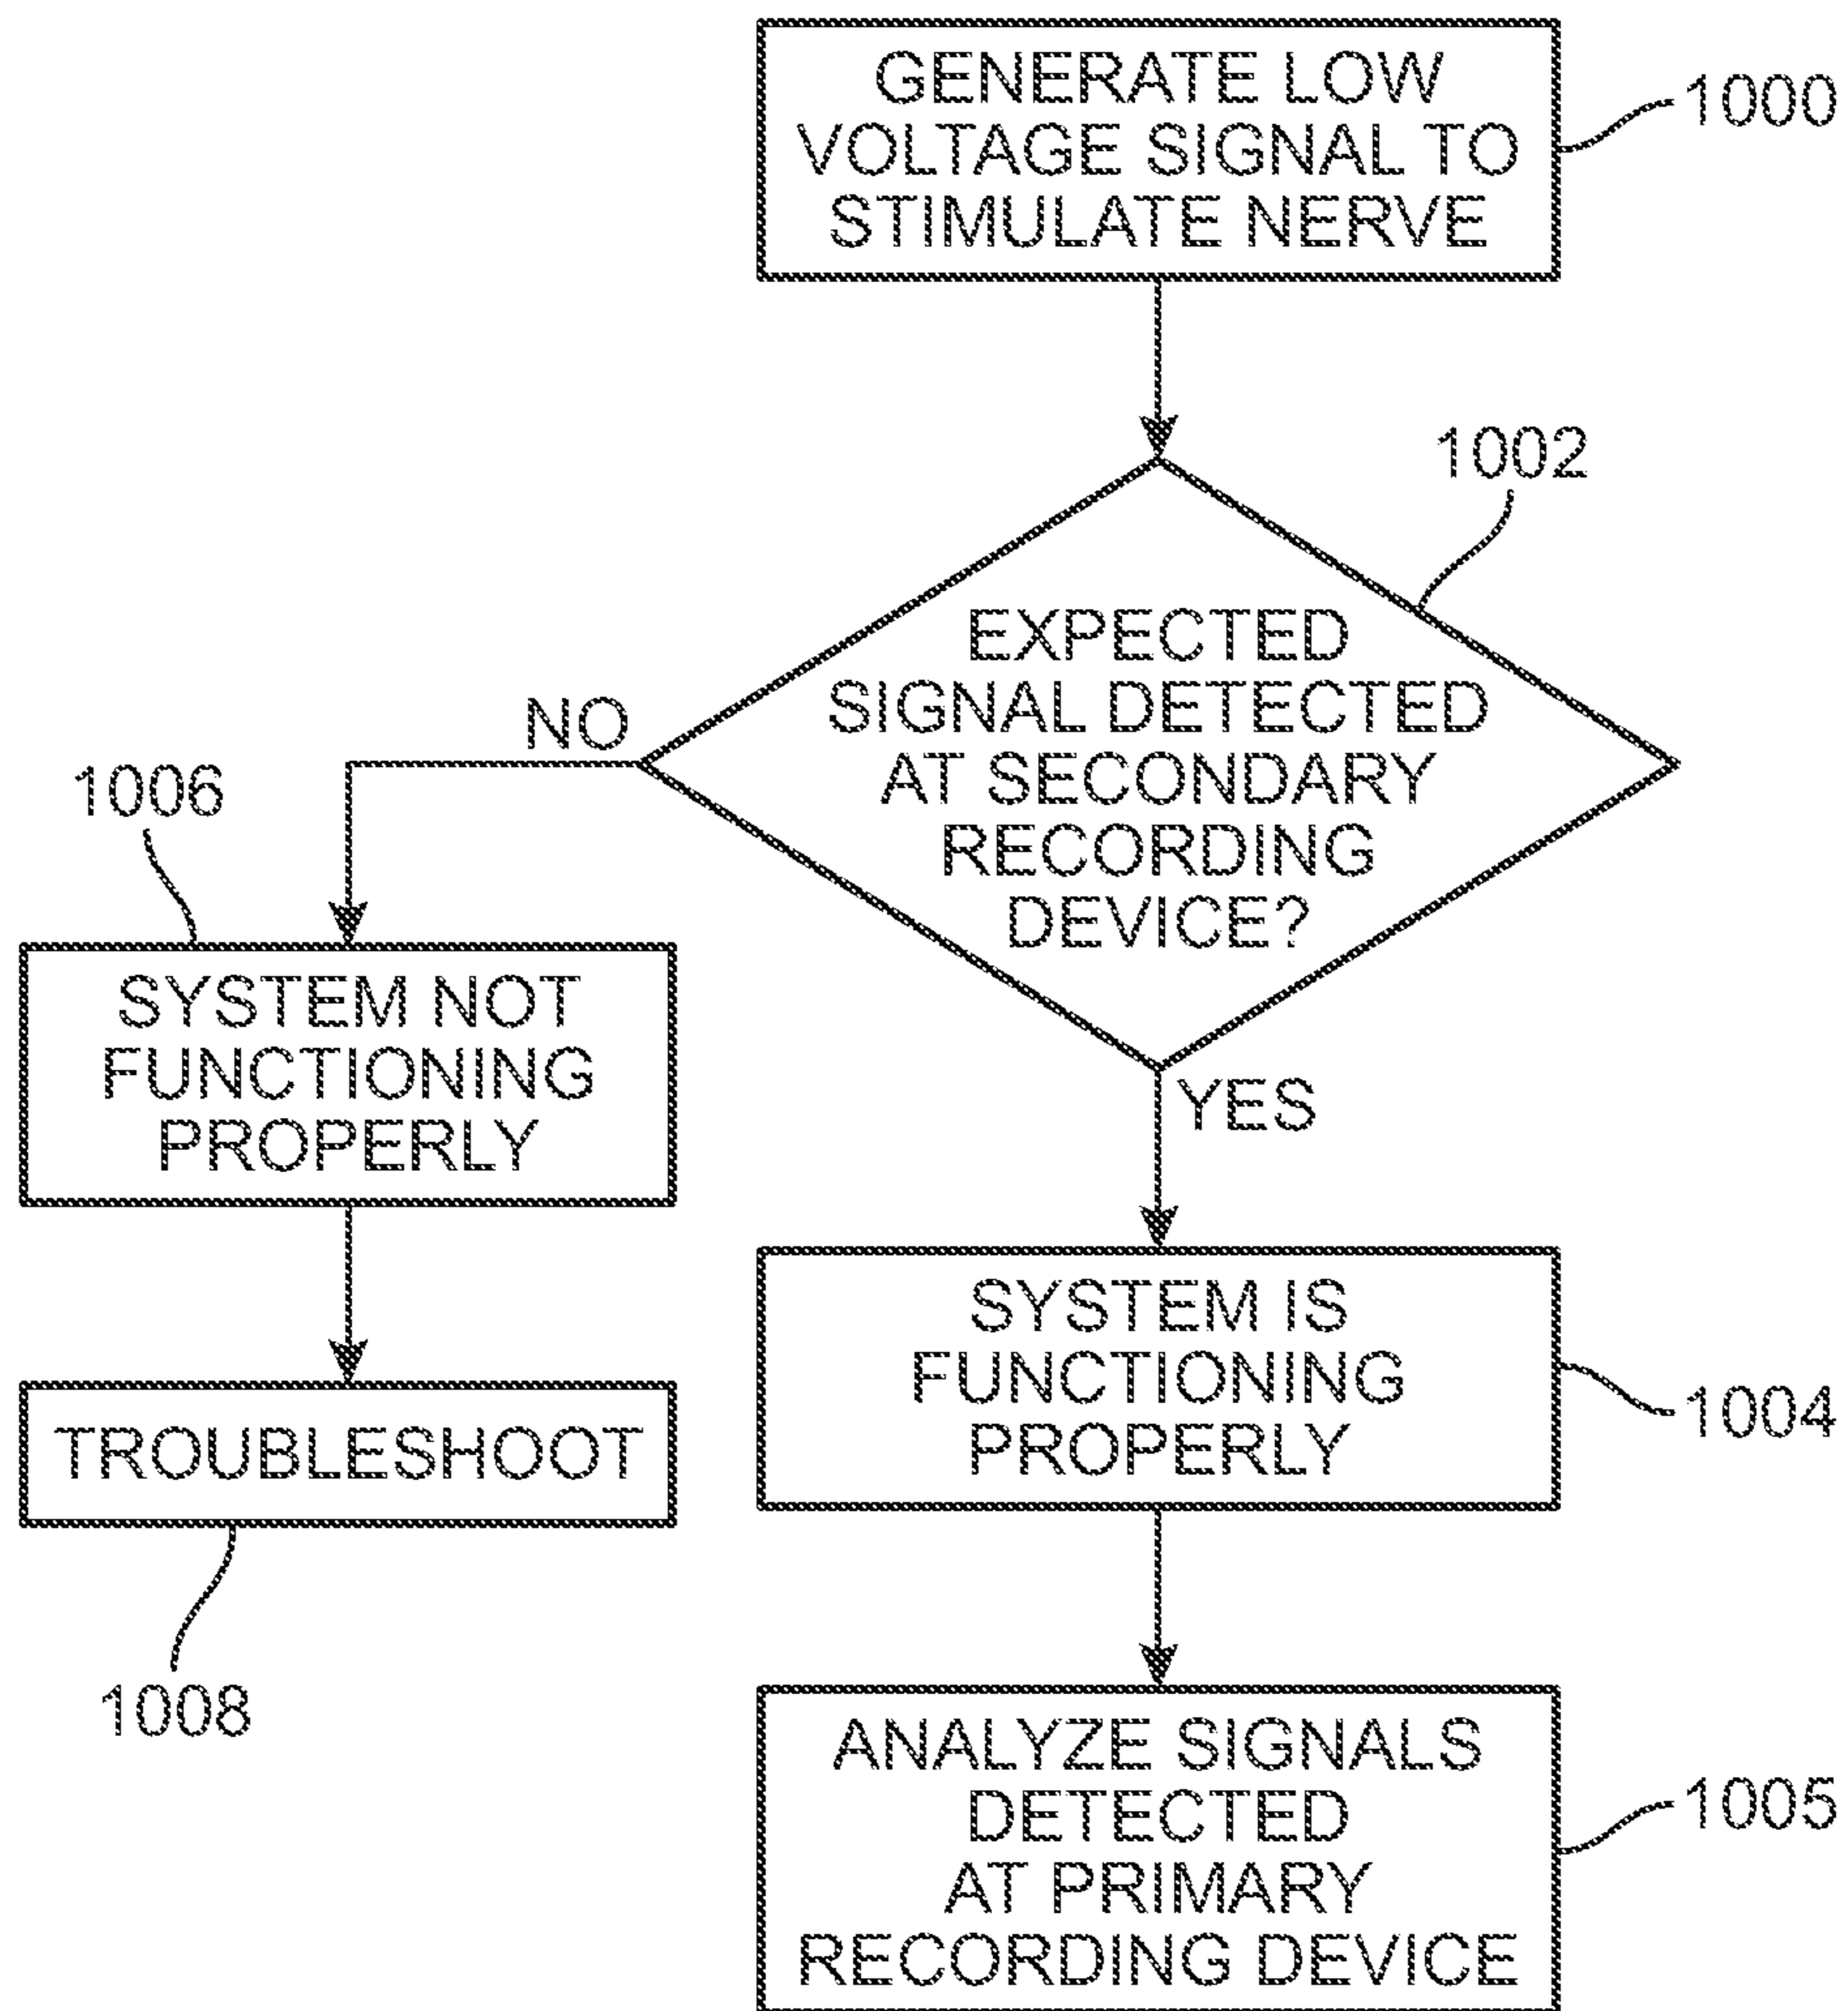 GENERATE LOW
VOLTAGE SIGNAL TO
STIMULATE NERVE
1000
1002
EXPECTED
SIGNAL DETECTED
AT SECONDARY
RECORDING
DEVICE?
NO
YES
1006
SYSTEM NOT
FUNCTIONING
PROPERLY
TROUBLESHOOT
1008
SYSTEM IS
FUNCTIONING
PROPERLY
1004
ANALYZE SIGNALS
DETECTED
AT PRIMARY
RECORDING DEVICE
1005